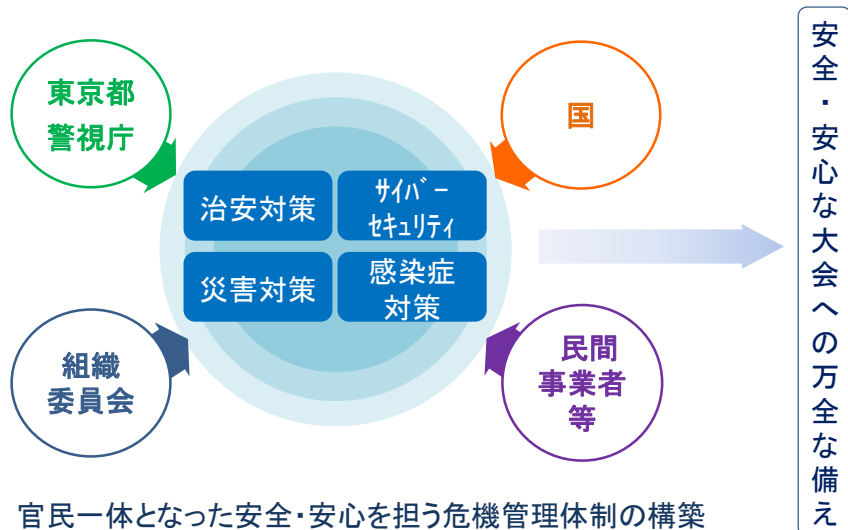 東京都
警視庁
国
治安対策
サイバー
セキュリティ
災害対策
感染症
対策
組織
委員会
民間
事業者
等
安全・安心な大会への万全な備え
官民一体となった安全・安心を担う危機管理体制の構築